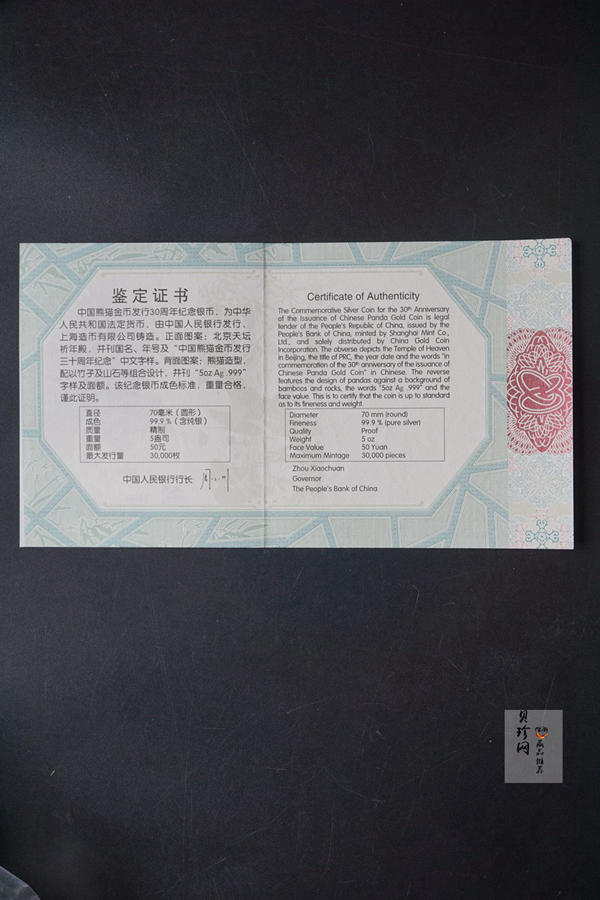 鉴定证书
中国熊猫金币发行30周年纪念银币，为中华
人民共和国法定货币，由中国人民银行发行，
上海造币有限公司铸造。正面图案：北京天坛
祈年殿，并刊国名、年号及“中国熊猫金币发行
三十周年纪念”中文字样。背面图案：熊猫造型，
配以竹子及山石等组合设计，并刊“5oz Ag .999”
字样及面额。该纪念银币成色标准，重量合格，
谨此证明。
直径 70毫米（圆形）
成色 99.9％（含纯银）
质量 精制
重量 5盎司
面额 50元
最大发行量 30,000枚
中国人民银行行长
Certificate of Authenticity
The Commemorative Silver Coin for the 30th Anniversary
of the Issuance of Chinese Panda Gold Coin is legal
tender of the People's Republic of China, issued by the
People's Bank of China, minted by Shanghai Mint Co.,
Ltd., and solely distributed by China Gold Coin
Incorporation. The obverse depicts the Temple of Heaven
in Beijing, the title of PRC, the year date and the words "in
commemoration of the 30th anniversary of the issuance of
Chinese Panda Gold Coin" in Chinese. The reverse
features the design of pandas against a background of
bamboos and rocks, the words "5oz Ag .999" and the
face value. This is to certify that the coin is up to standard
as to its fineness and weight.
Diameter 70 mm (round)
Fineness 99.9 % (pure silver)
Quality Proof
Weight 5 oz
Face Value 50 Yuan
Maximum Mintage 30,000 pieces
Zhou Xiaochuan
Governor
The People's Bank of China
贝珍网
藏品推荐